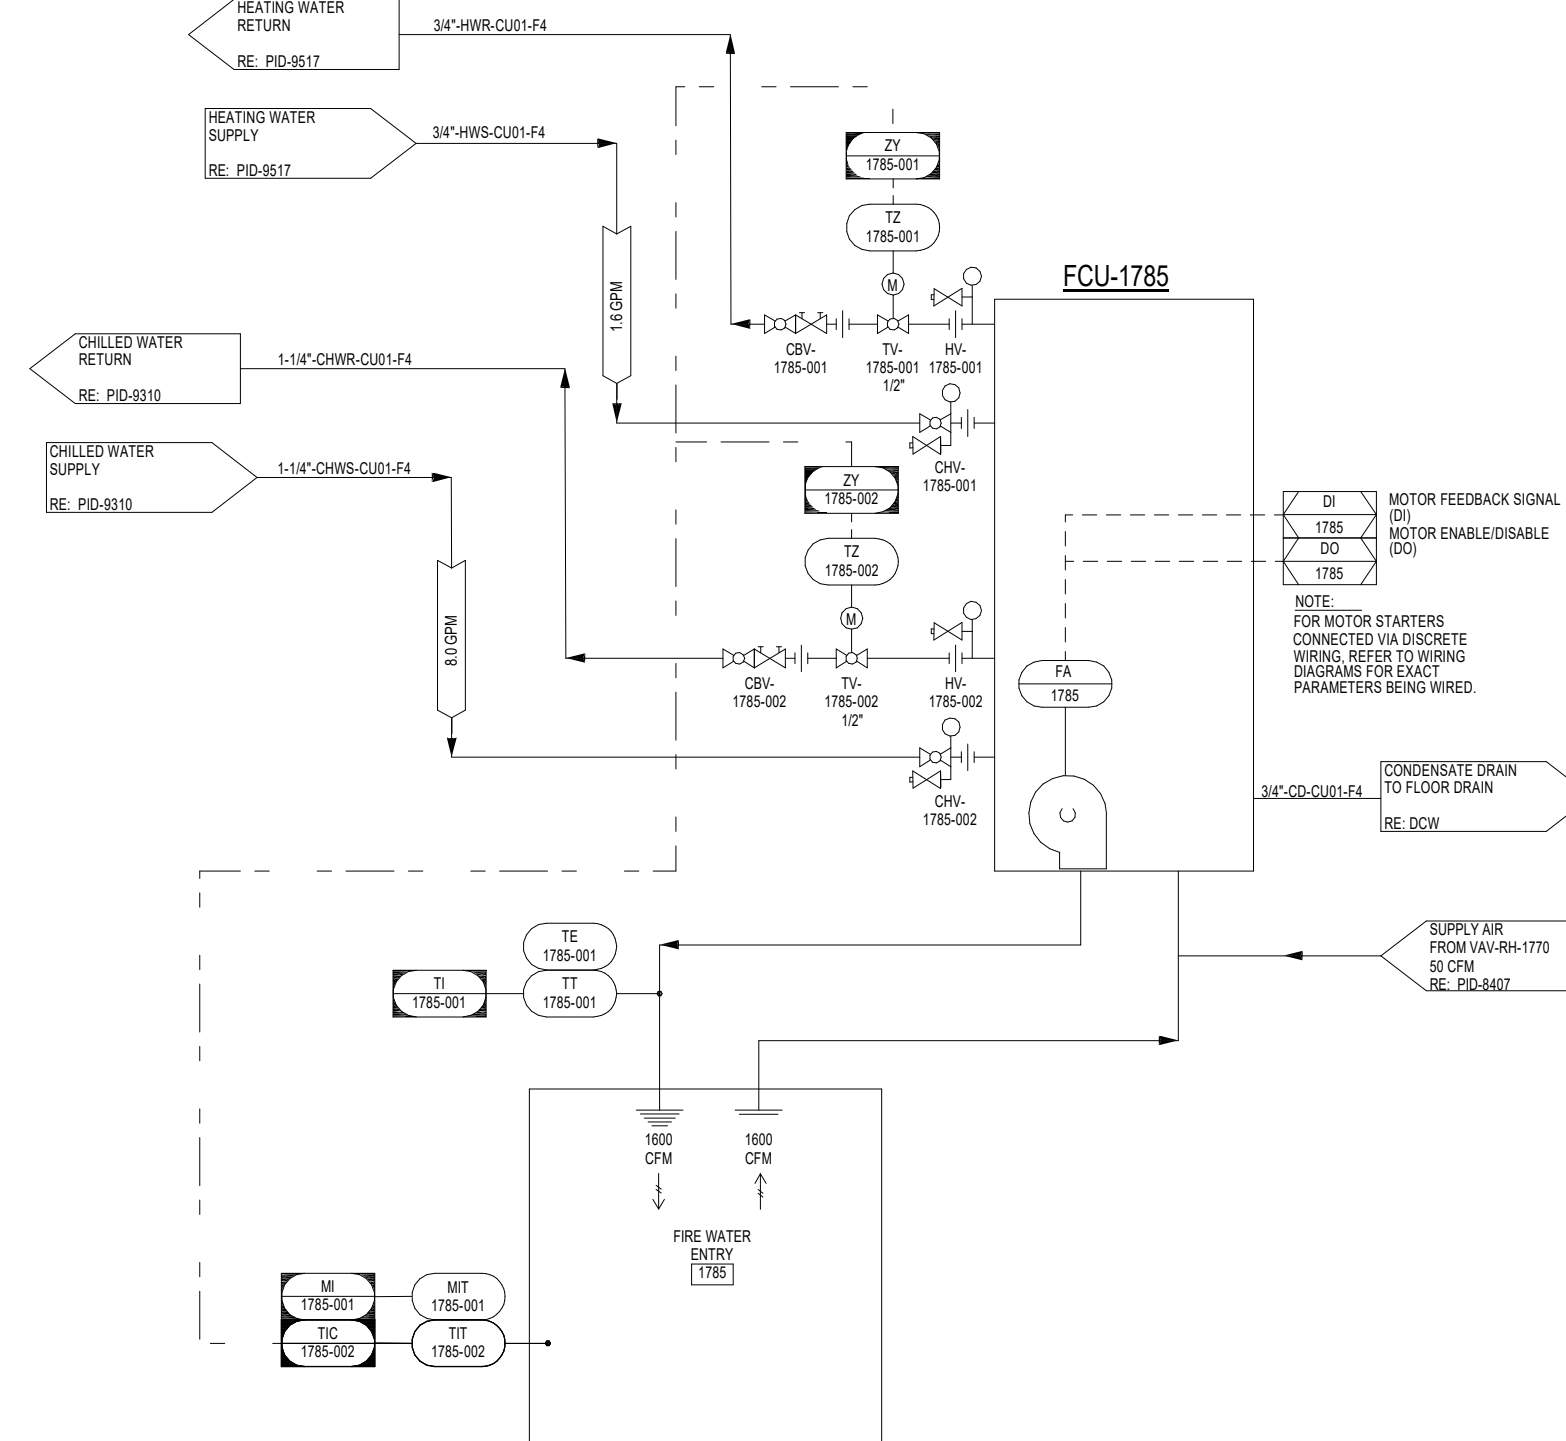 HEATING WATER
RETURN
RE: PID-9517
3/4"-HWR-CU01-F4
HEATING WATER
SUPPLY
RE: PID-9517
3/4"-HWS-CU01-F4
ZY
1785-001
TZ
1785-001
M
1.6 GPM
FCU-1785
CBV-
1785-001
TV-
1785-001
1/2"
HV-
1785-001
CHILLED WATER
RETURN
RE: PID-9310
1-1/4"-CHWR-CU01-F4
CHILLED WATER
SUPPLY
RE: PID-9310
1-1/4"-CHWS-CU01-F4
CHV-
1785-001
ZY
1785-002
TZ
1785-002
M
8.0 GPM
CBV-
1785-002
TV-
1785-002
1/2"
HV-
1785-002
CHV-
1785-002
DI
1785
DO
1785
MOTOR FEEDBACK SIGNAL
(DI)
MOTOR ENABLE/DISABLE
(DO)
NOTE:
FOR MOTOR STARTERS
CONNECTED VIA DISCRETE
WIRING, REFER TO WIRING
DIAGRAMS FOR EXACT
PARAMETERS BEING WIRED.
FA
1785
3/4"-CD-CU01-F4
CONDENSATE DRAIN
TO FLOOR DRAIN
RE: DCW
SUPPLY AIR
FROM VAV-RH-1770
50 CFM
RE: PID-8407
TE
1785-001
TI
1785-001
TT
1785-001
1600
CFM
1600
CFM
FIRE WATER
ENTRY
1785
MI
1785-001
MIT
1785-001
TIC
1785-002
TIT
1785-002